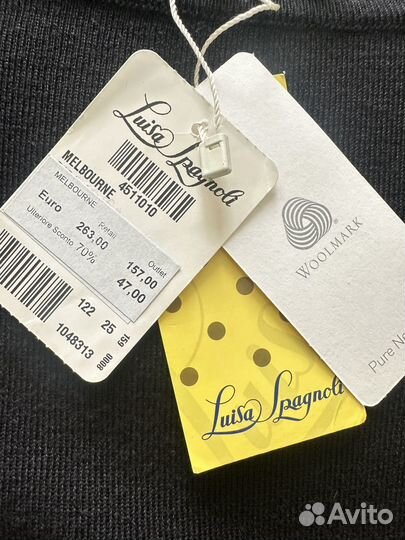 Luisa Spagnoli
MELBOURNE
4511010
MELBOURNE Retail Outlet
Euro 263,00 157,00
Ulteriore Sconto 70% 47,00
122 25
1048313
8000
WOOLMARK
Pure Ne
Luisa Spagnoli
Avito